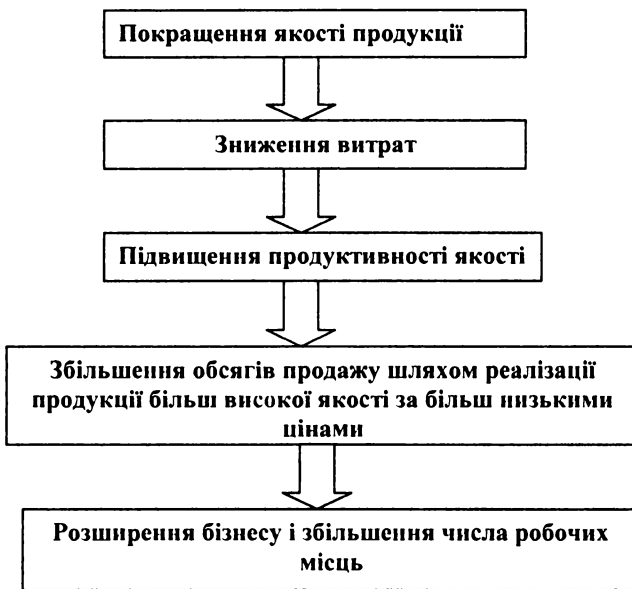 Покращення якості продукції
Зниження витрат
Підвищення продуктивності якості
Збільшення обсягів продажу шляхом реалізації
продукції більш високої якості за більш низькими
цінами
Розширення бізнесу і збільшення числа робочих
місць